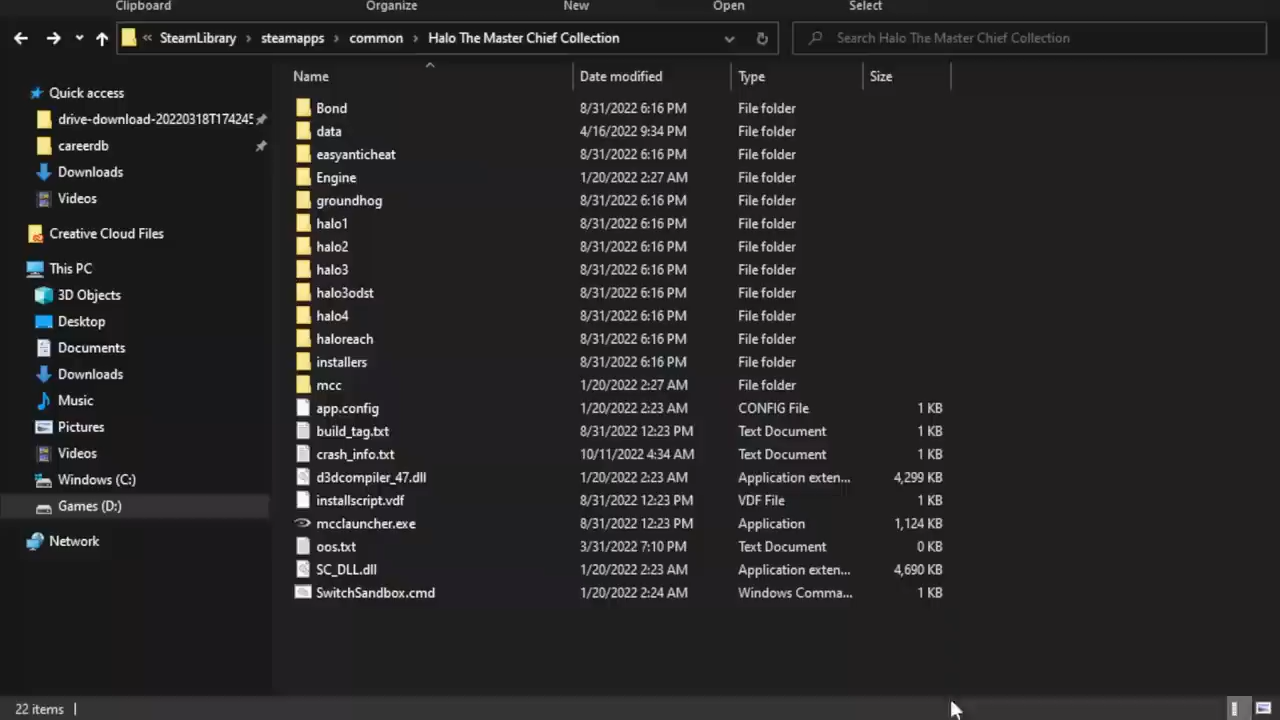 Clipboard Organize New Open Select
« SteamLibrary > steamapps > common > Halo The Master Chief Collection Search Halo The Master Chief Collection
Name Date modified Type Size
Quick access
drive-download-20220318T174245
careerdb
Downloads
Videos
Creative Cloud Files
This PC
3D Objects
Desktop
Documents
Downloads
Music
Pictures
Videos
Windows (C:)
Games (D:)
Network
Bond 8/31/2022 6:16 PM File folder
data 4/16/2022 9:34 PM File folder
easyanticheat 8/31/2022 6:16 PM File folder
Engine 1/20/2022 2:27 AM File folder
groundhog 8/31/2022 6:16 PM File folder
halo1 8/31/2022 6:16 PM File folder
halo2 8/31/2022 6:16 PM File folder
halo3 8/31/2022 6:16 PM File folder
halo3odst 8/31/2022 6:16 PM File folder
halo4 8/31/2022 6:16 PM File folder
haloreach 8/31/2022 6:16 PM File folder
installers 8/31/2022 6:16 PM File folder
mcc 1/20/2022 2:27 AM File folder
app.config 1/20/2022 2:23 AM CONFIG File 1 KB
build_tag.txt 8/31/2022 12:23 PM Text Document 1 KB
crash_info.txt 10/11/2022 4:34 AM Text Document 1 KB
d3dcompiler_47.dll 1/20/2022 2:23 AM Application exten... 4,299 KB
installscript.vdf 8/31/2022 12:23 PM VDF File 1 KB
mcclauncher.exe 8/31/2022 12:23 PM Application 1,124 KB
oos.txt 3/31/2022 7:10 PM Text Document 0 KB
SC_DLL.dll 1/20/2022 2:23 AM Application exten... 4,690 KB
SwitchSandbox.cmd 1/20/2022 2:24 AM Windows Comma... 1 KB
22 items